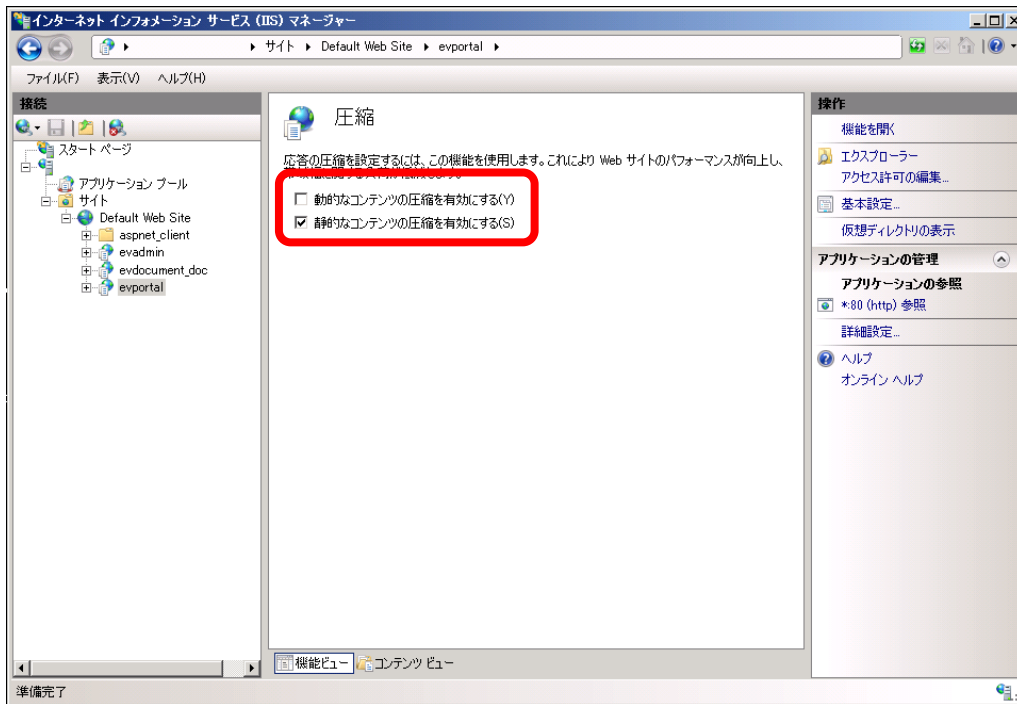 インターネット インフォメーション サービス (IIS) マネージャー
サイト Default Web Site evportal
ファイル(F) 表示(V) ヘルプ(H)
接続
スタート ページ
アプリケーション プール
サイト
Default Web Site
aspnet_client
evadmin
evdocument_doc
evportal
圧縮
応答の圧縮を設定するには、この機能を使用します。これにより Web サイトのパフォーマンスが向上し、
動的なコンテンツの圧縮を有効にする(Y)
静的なコンテンツの圧縮を有効にする(S)
機能ビュー コンテンツ ビュー
操作
機能を開く
エクスプローラー
アクセス許可の編集...
基本設定...
仮想ディレクトリの表示
アプリケーションの管理
アプリケーションの参照
*:80 (http) 参照
詳細設定...
ヘルプ
オンライン ヘルプ
準備完了